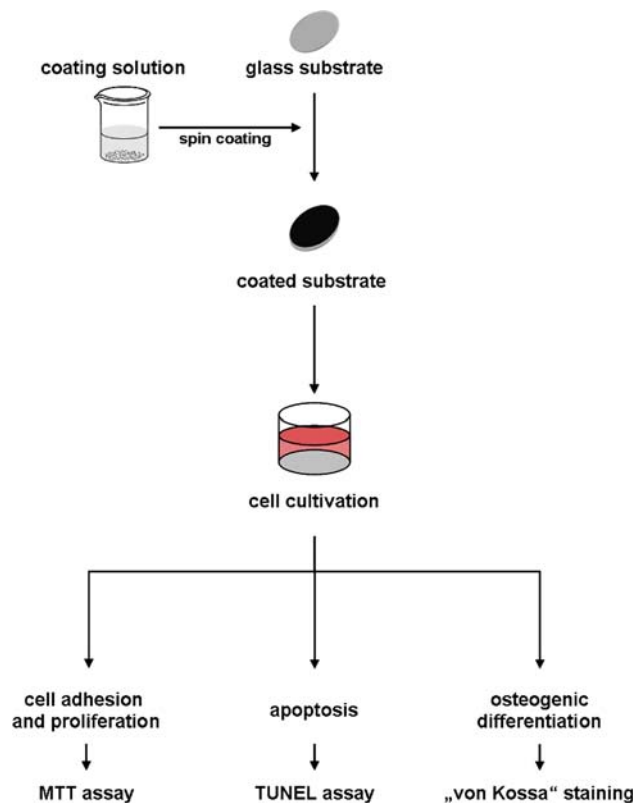 coating solution
glass substrate
spin coating
coated substrate
cell cultivation
cell adhesion
and proliferation
apoptosis
osteogenic
differentiation
MTT assay
TUNEL assay
„von Kossa“ staining